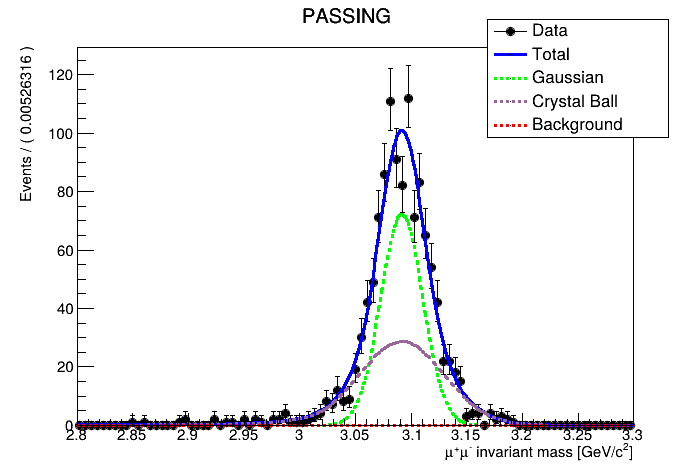 PASSING
Data
Total
Gaussian
Crystal Ball
Background
Events / ( 0.00526316 )
120
100
80
60
40
20
0
2.8 2.85 2.9 2.95 3 3.05 3.1 3.15 3.2 3.25 3.3
μ⁺μ⁻ invariant mass [GeV/c²]